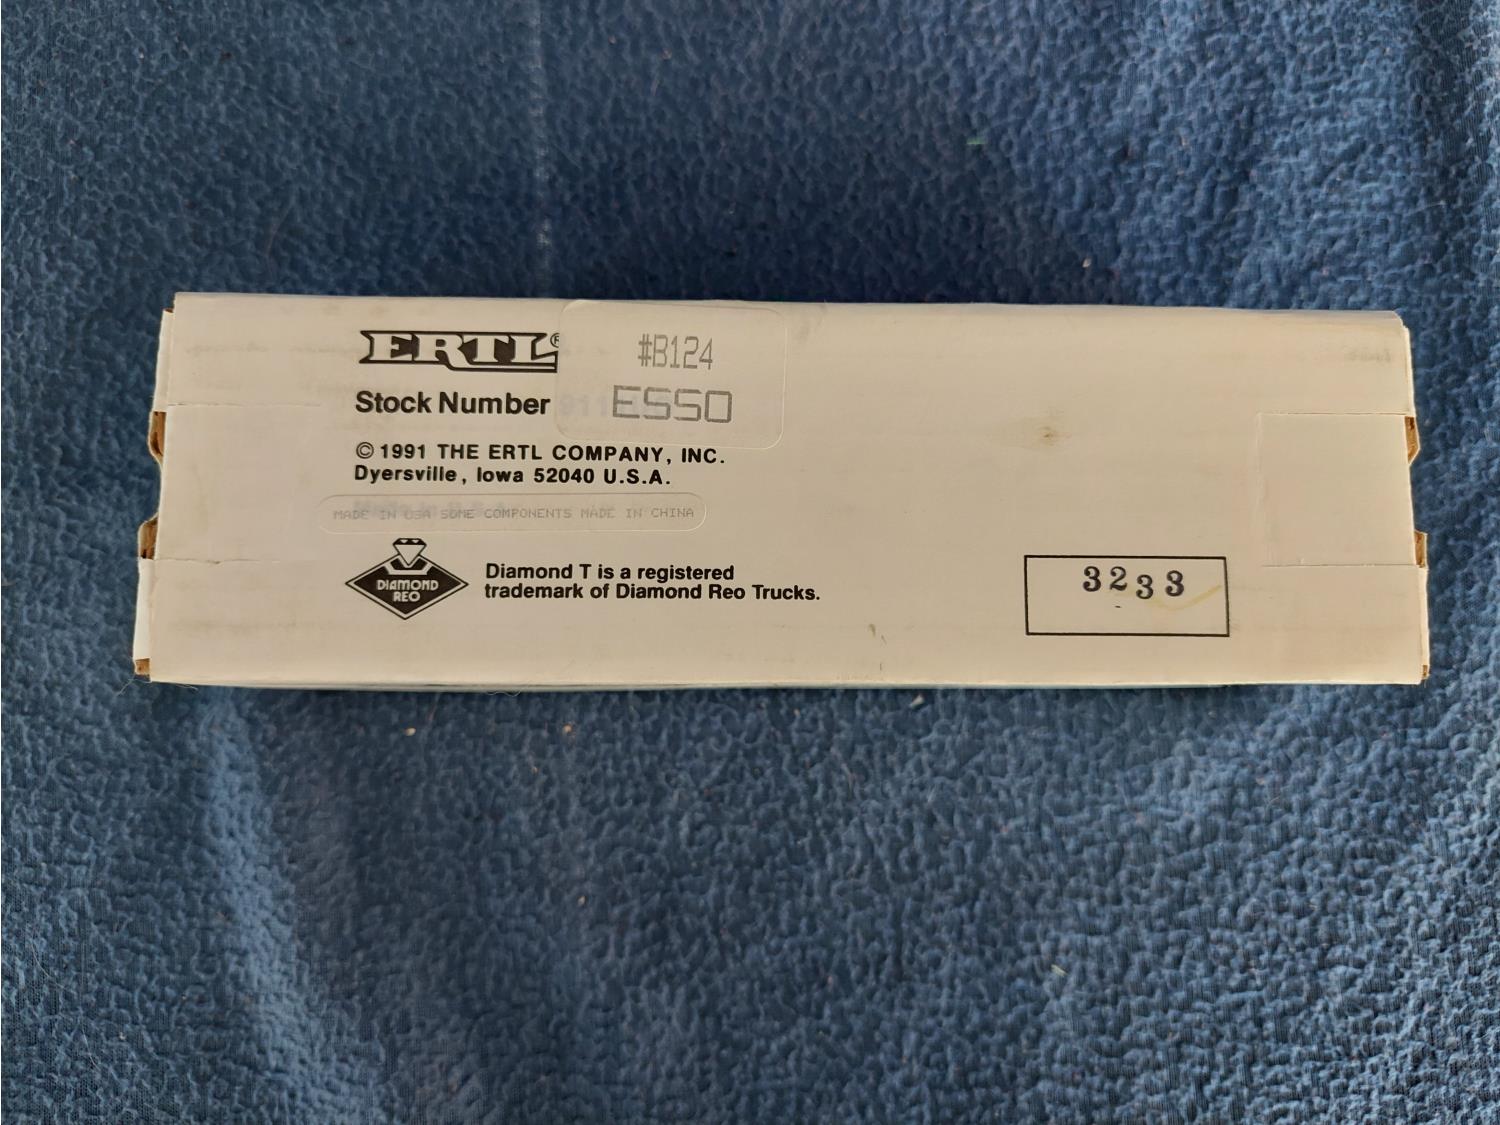 ERTL®
#B124
Stock Number
ESSO
© 1991 THE ERTL COMPANY, INC.
Dyersville, Iowa 52040 U.S.A.
MADE IN USA SOME COMPONENTS MADE IN CHINA
DIAMOND
REO
Diamond T is a registered
trademark of Diamond Reo Trucks.
3233